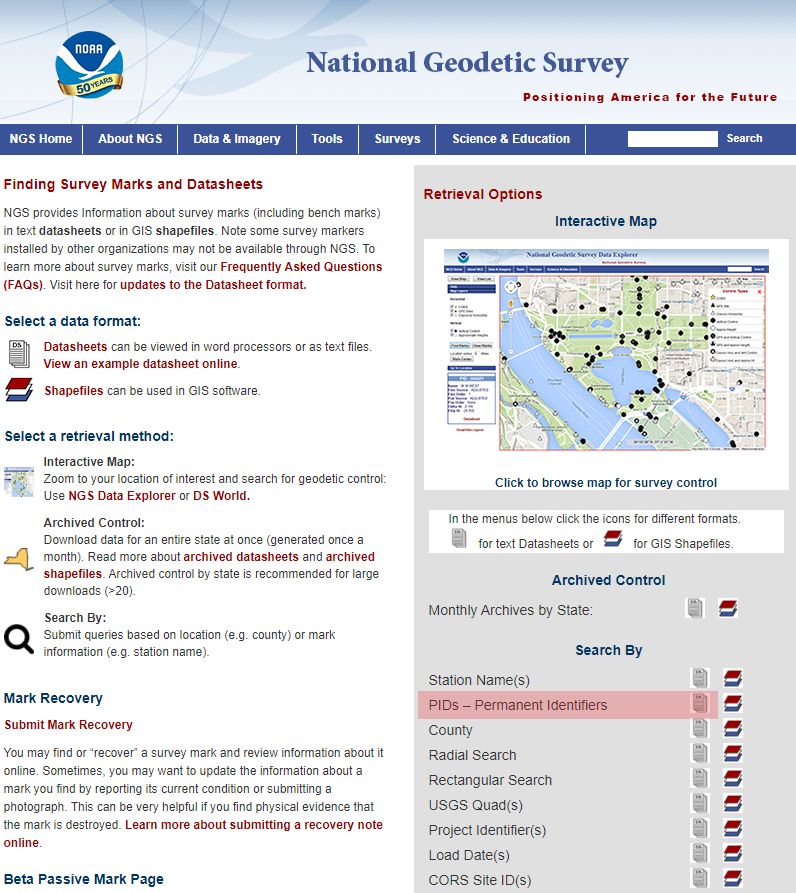 NOAA
50 YEARS
National Geodetic Survey
Positioning America for the Future
NGS Home
About NGS
Data & Imagery
Tools
Surveys
Science & Education
Search
Finding Survey Marks and Datasheets
NGS provides Information about survey marks (including bench marks)
in text datasheets or in GIS shapefiles. Note some survey markers
installed by other organizations may not be available through NGS. To
learn more about survey marks, visit our Frequently Asked Questions
(FAQs). Visit here for updates to the Datasheet format.
Select a data format:
DS
Datasheets can be viewed in word processors or as text files.
View an example datasheet online.
Shapefiles can be used in GIS software.
Select a retrieval method:
Interactive Map:
Zoom to your location of interest and search for geodetic control:
Use NGS Data Explorer or DS World.
Archived Control:
Download data for an entire state at once (generated once a
month). Read more about archived datasheets and archived
shapefiles. Archived control by state is recommended for large
downloads (>20).
Search By:
Submit queries based on location (e.g. county) or mark
information (e.g. station name).
Mark Recovery
Submit Mark Recovery
You may find or “recover” a survey mark and review information about it
online. Sometimes, you may want to update the information about a
mark you find by reporting its current condition or submitting a
photograph. This can be very helpful if you find physical evidence that
the mark is destroyed. Learn more about submitting a recovery note
online.
Beta Passive Mark Page
Retrieval Options
Interactive Map
National Geodetic Survey Data Explorer
Click to browse map for survey control
In the menus below click the icons for different formats.
for text Datasheets or for GIS Shapefiles.
Archived Control
Monthly Archives by State:
Search By
Station Name(s)
PIDs – Permanent Identifiers
County
Radial Search
Rectangular Search
USGS Quad(s)
Project Identifier(s)
Load Date(s)
CORS Site ID(s)